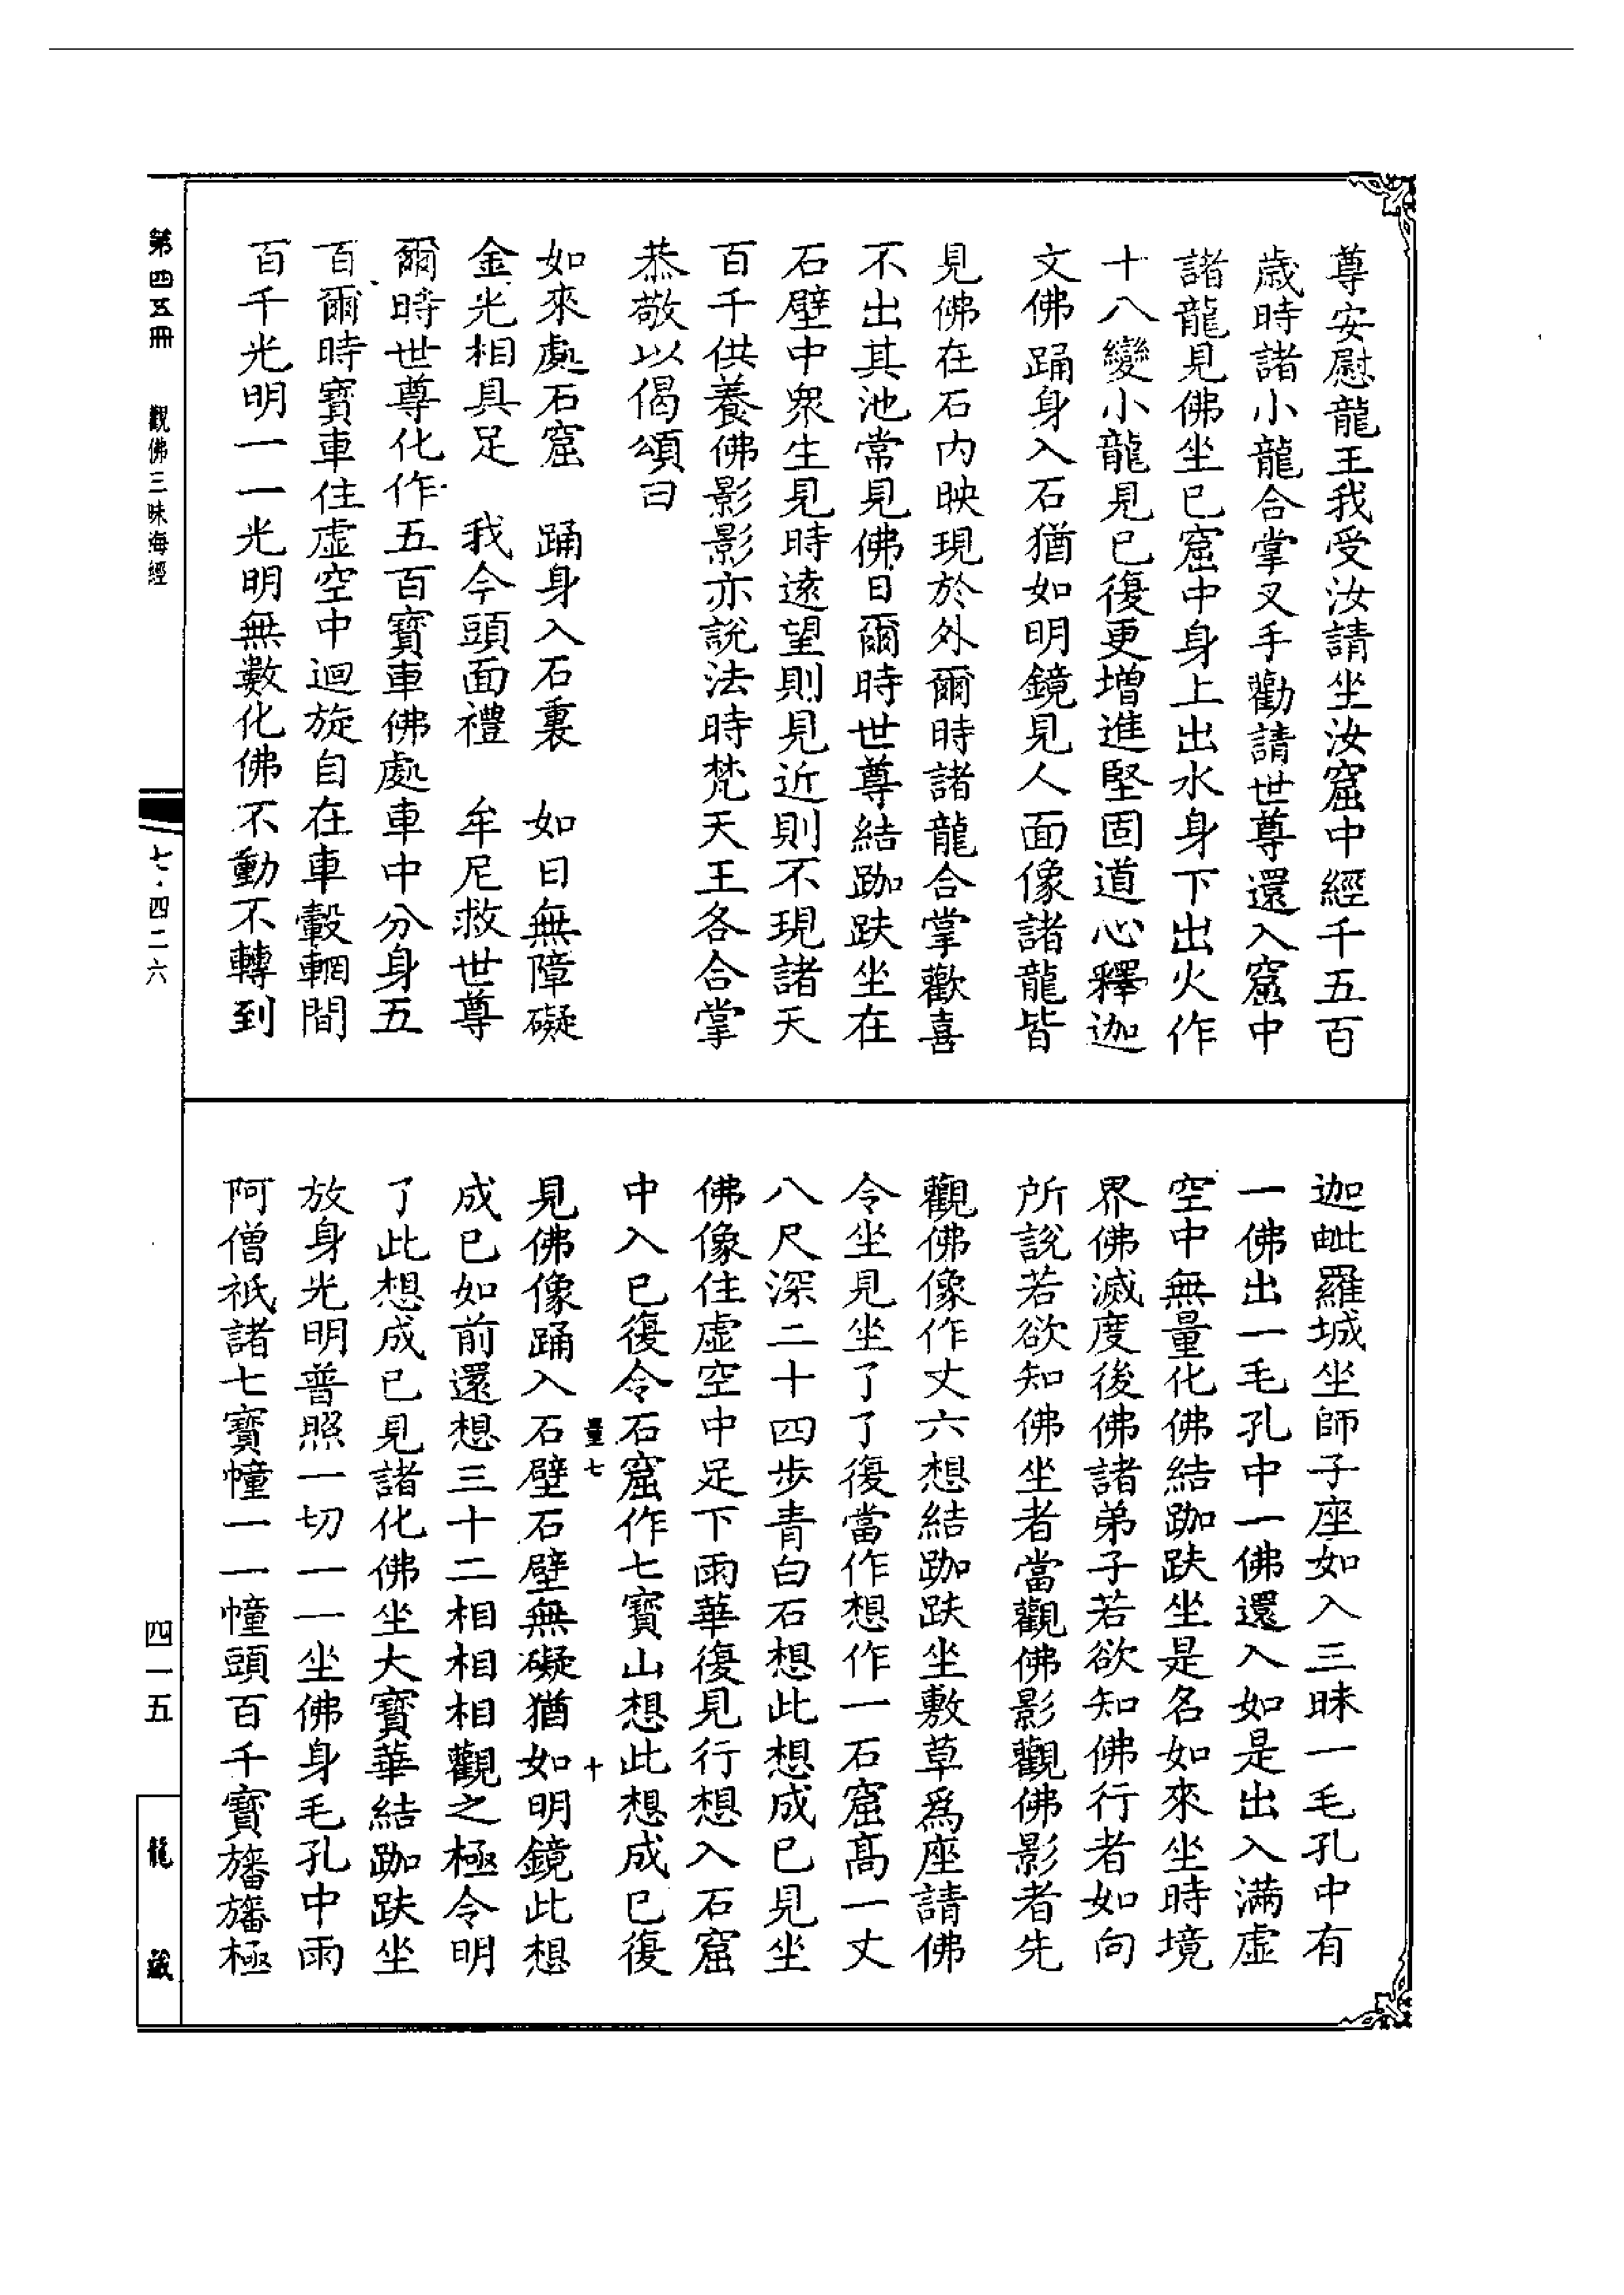 尊安慰龍王我受汝請坐汝窟中經千五百
歲時諸小龍合掌叉手勸請世尊還入窟中
諸龍見佛坐已窟中身上出水身下出火作
十八變小龍見已復更增進堅固道心釋迦
文佛踊身入石猶如明鏡見人面像諸龍皆
見佛在石內映現於外爾時諸龍合掌歡喜
不出其池常見佛日爾時世尊結跏趺坐在
石壁中衆生見時遠望則見近則不現諸天
百千供養佛影影亦說法時梵天王各合掌
恭敬以偈頌曰
如來處石窟　踊身入石裏　如日無障礙
金光相具足　我今頭面禮　牟尼救世尊
爾時世尊化作五百寶車佛處車中分身五
百爾時寶車住虛空中迴旋自在車轂輞間
百千光明一一光明無數化佛不動不轉到
迦毗羅城坐師子座如入三昧一毛孔中有
一佛出一毛孔中一佛還入如是出入滿虛
空中無量化佛結跏趺坐是名如來坐時境
界佛滅度後佛諸弟子若欲知佛行者如向
所說若欲知佛坐者當觀佛影觀佛影者先
觀佛像作丈六想結跏趺坐敷草爲座請佛
令坐見坐了了復當作想作一石窟高一丈
八尺深二十四步青白石想此想成已見坐
佛像住虛空中足下雨華復見行想入石窟
中入已復令石窟作七寶山想此想成已復
量七　十
見佛像踊入石壁石壁無礙猶如明鏡此想
成已如前還想三十二相相相觀之極令明
了此想成已見諸化佛坐大寶華結跏趺坐
放身光明普照一切一一坐佛身毛孔中雨
阿僧祇諸七寶幢一一幢頭百千寶旛旛極
第四五冊　觀佛三昧海經
七·四二六
四一五
龍藏